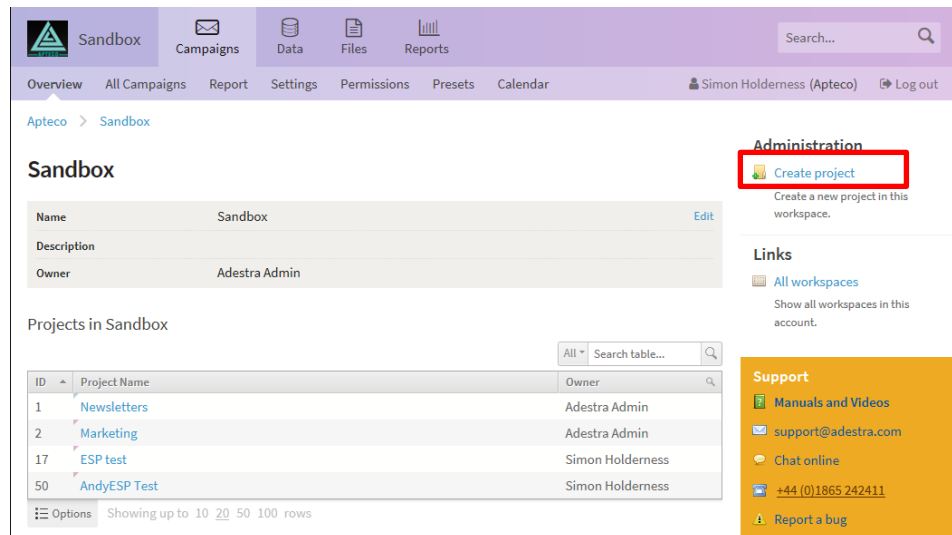 APTECO
Sandbox
Campaigns
Data
Files
Reports
Search...
Overview All Campaigns Report Settings Permissions Presets Calendar
Simon Holderness (Apteco) Log out
Apteco > Sandbox
Sandbox
Name Sandbox Edit
Description
Owner Adestra Admin
Projects in Sandbox
All Search table...
ID Project Name Owner
1 Newsletters Adestra Admin
2 Marketing Adestra Admin
17 ESP test Simon Holderness
50 AndyESP Test Simon Holderness
Options Showing up to 10 20 50 100 rows
Administration
Create project
Create a new project in this
workspace.
Links
All workspaces
Show all workspaces in this
account.
Support
Manuals and Videos
support@adestra.com
Chat online
+44 (0)1865 242411
Report a bug